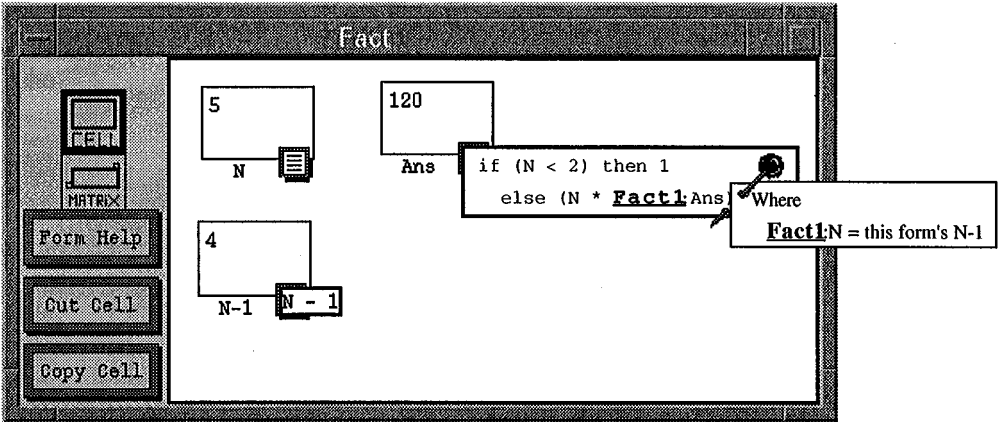 Fact
CELL
MATRIX
Form Help
Cut Cell
Copy Cell
5
N
120
Ans
if (N < 2) then 1
else (N * Fact1:Ans)
Where
Fact1:N = this form's N-1
4
N-1
N - 1